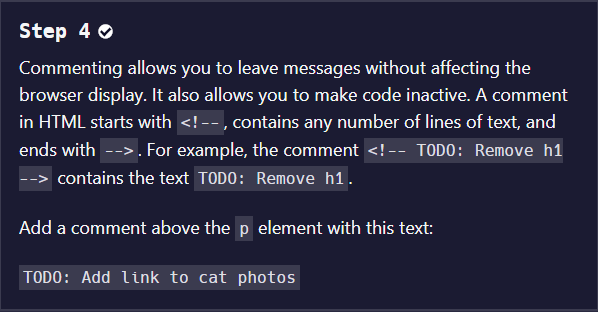 Step 4
Commenting allows you to leave messages without affecting the
browser display. It also allows you to make code inactive. A comment
in HTML starts with <!--, contains any number of lines of text, and
ends with -->. For example, the comment <!-- TODO: Remove h1
--> contains the text TODO: Remove h1.
Add a comment above the p element with this text:
TODO: Add link to cat photos